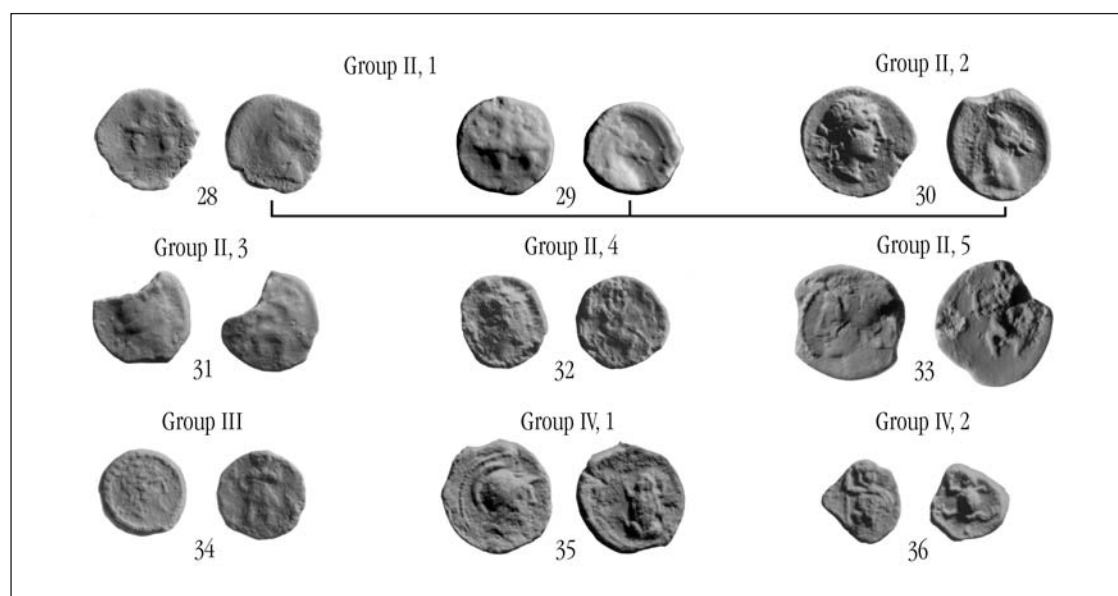 Group II, 1
Group II, 2
28
29
30
Group II, 3
Group II, 4
Group II, 5
31
32
33
Group III
Group IV, 1
Group IV, 2
34
35
36